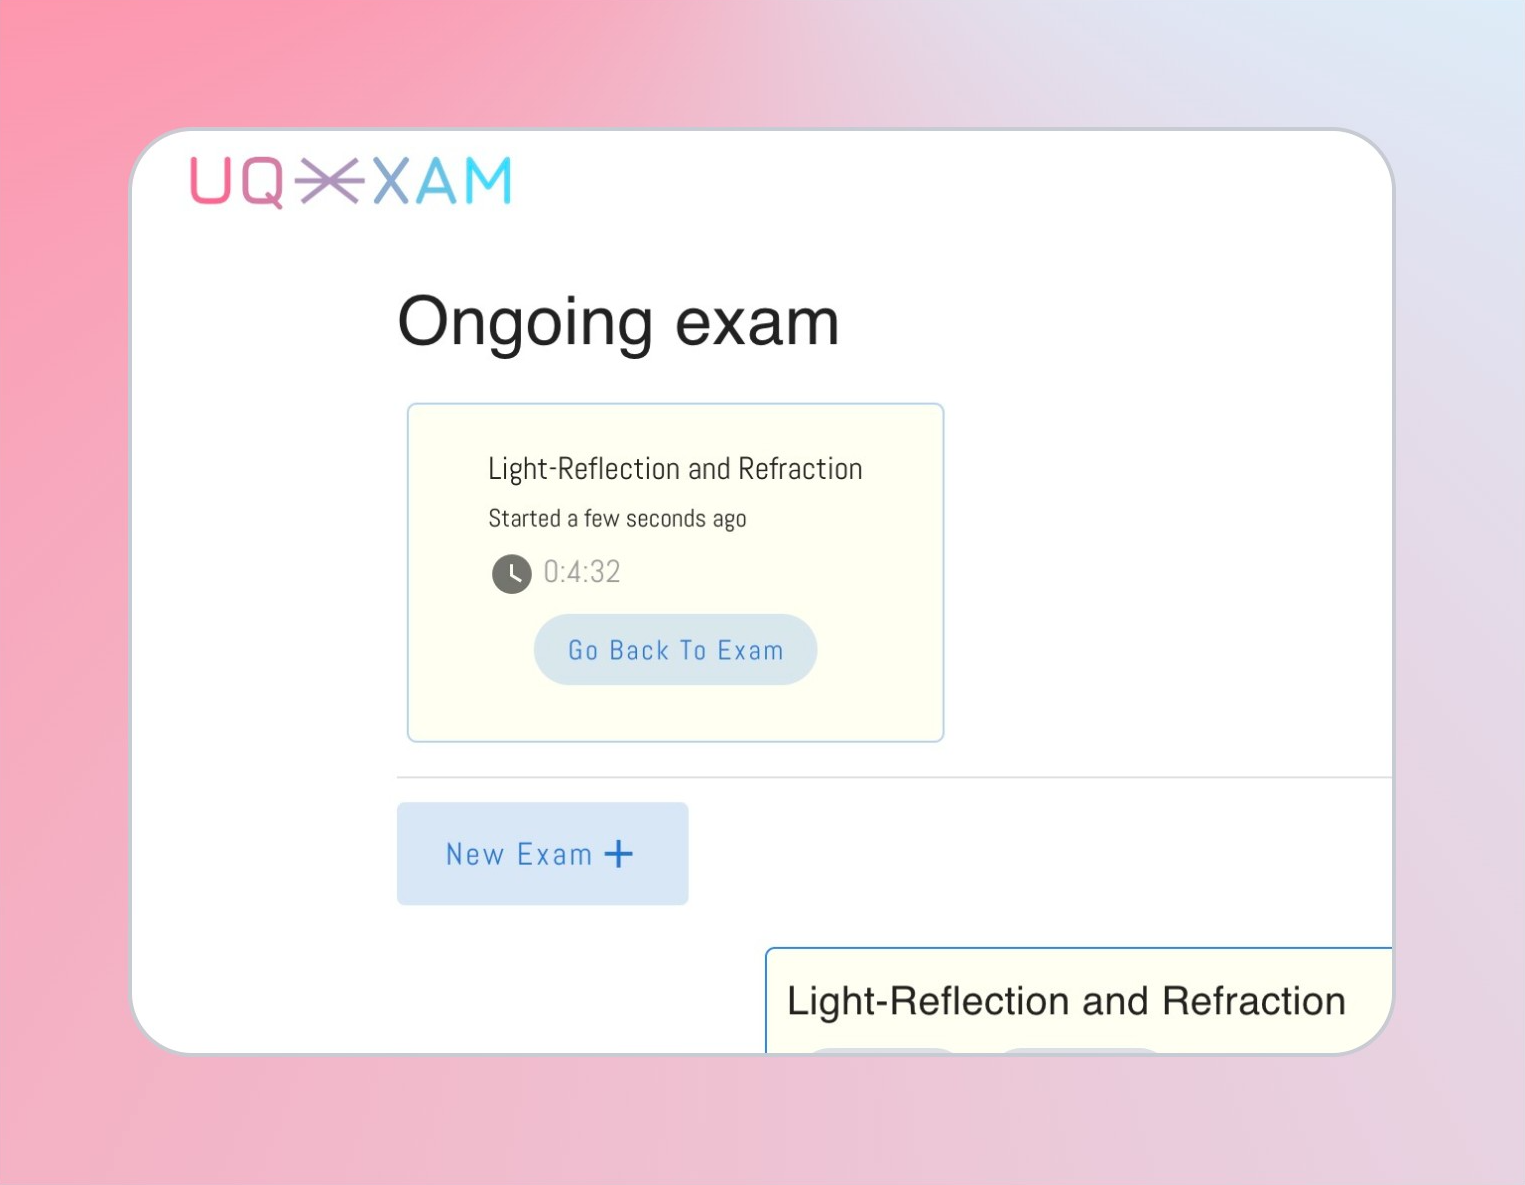 UQXAM
Ongoing exam
Light-Reflection and Refraction
Started a few seconds ago
0:4:32
Go Back To Exam
New Exam +
Light-Reflection and Refraction